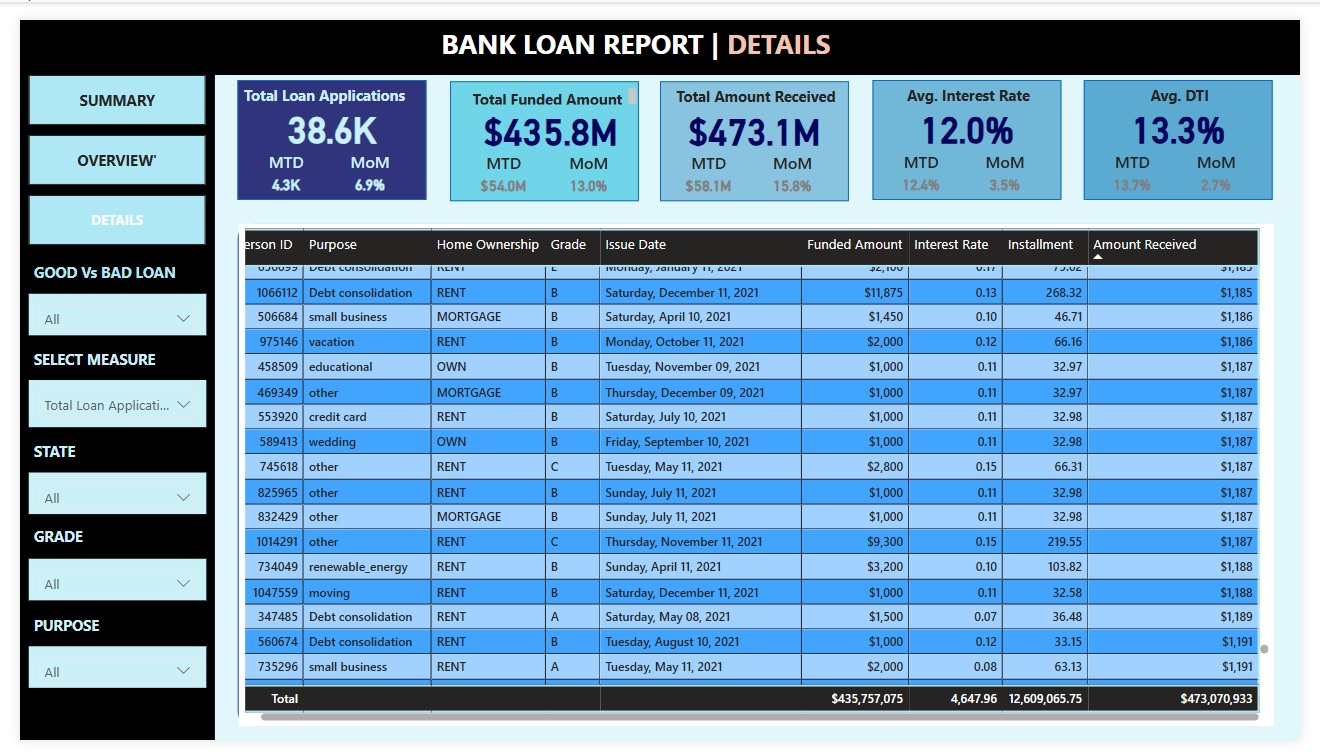 BANK LOAN REPORT | DETAILS
SUMMARY
OVERVIEW'
DETAILS
GOOD Vs BAD LOAN
All
SELECT MEASURE
Total Loan Applicati...
STATE
All
GRADE
All
PURPOSE
All
Total Loan Applications
38.6K
MTD MoM
4.3K 6.9%
Total Funded Amount
$435.8M
MTD MoM
$54.0M 13.0%
Total Amount Received
$473.1M
MTD MoM
$58.1M 15.8%
Avg. Interest Rate
12.0%
MTD MoM
12.4% 3.5%
Avg. DTI
13.3%
MTD MoM
13.7% 2.7%
erson ID Purpose Home Ownership Grade Issue Date Funded Amount Interest Rate Installment Amount Received
Debt consolidation RENT E Monday, January 11, 2021 $2,100 0.17 $1,185
1066112 Debt consolidation RENT B Saturday, December 11, 2021 $11,875 0.13 268.32 $1,185
506684 small business MORTGAGE B Saturday, April 10, 2021 $1,450 0.10 46.71 $1,186
975146 vacation RENT B Monday, October 11, 2021 $2,000 0.12 66.16 $1,186
458509 educational OWN B Tuesday, November 09, 2021 $1,000 0.11 32.97 $1,187
469349 other MORTGAGE B Thursday, December 09, 2021 $1,000 0.11 32.97 $1,187
553920 credit card RENT B Saturday, July 10, 2021 $1,000 0.11 32.98 $1,187
589413 wedding OWN B Friday, September 10, 2021 $1,000 0.11 32.98 $1,187
745618 other RENT C Tuesday, May 11, 2021 $2,800 0.15 66.31 $1,187
825965 other RENT B Sunday, July 11, 2021 $1,000 0.11 32.98 $1,187
832429 other MORTGAGE B Sunday, July 11, 2021 $1,000 0.11 32.98 $1,187
1014291 other RENT C Thursday, November 11, 2021 $9,300 0.15 219.55 $1,187
734049 renewable_energy RENT B Sunday, April 11, 2021 $3,200 0.10 103.82 $1,188
1047559 moving RENT B Saturday, December 11, 2021 $1,000 0.11 32.58 $1,188
347485 Debt consolidation RENT A Saturday, May 08, 2021 $1,500 0.07 36.48 $1,189
560674 Debt consolidation RENT B Tuesday, August 10, 2021 $1,000 0.12 33.15 $1,191
735296 small business RENT A Tuesday, May 11, 2021 $2,000 0.08 63.13 $1,191
Total $435,757,075 4,647.96 12,609,065.75 $473,070,933